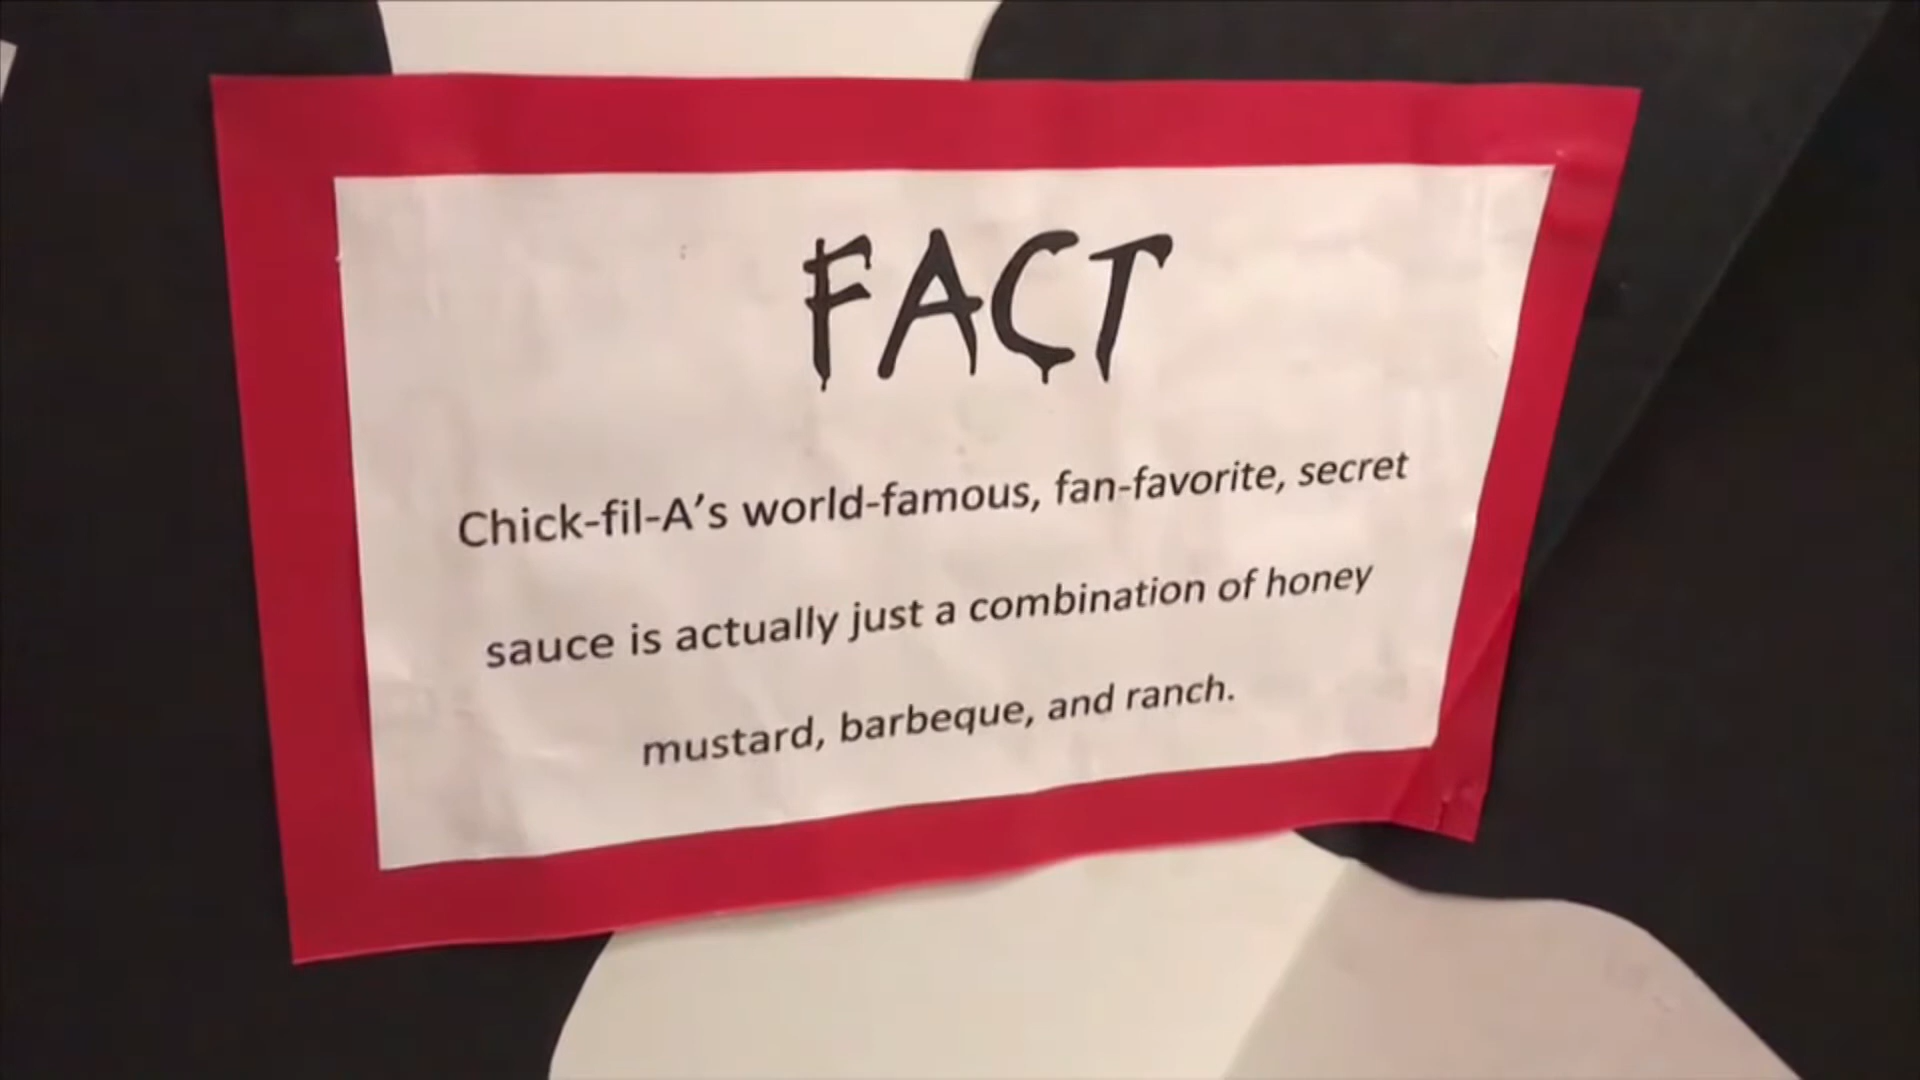 FACT
Chick-fil-A's world-famous, fan-favorite, secret
sauce is actually just a combination of honey
mustard, barbeque, and ranch.